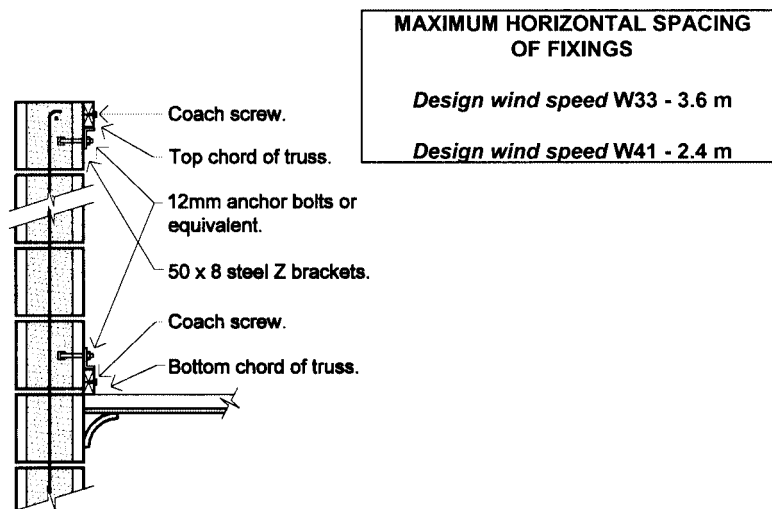 MAXIMUM HORIZONTAL SPACING
OF FIXINGS
Design wind speed W33 - 3.6 m
Design wind speed W41 - 2.4 m
Coach screw.
Top chord of truss.
12mm anchor bolts or
equivalent.
50 x 8 steel Z brackets.
Coach screw.
Bottom chord of truss.